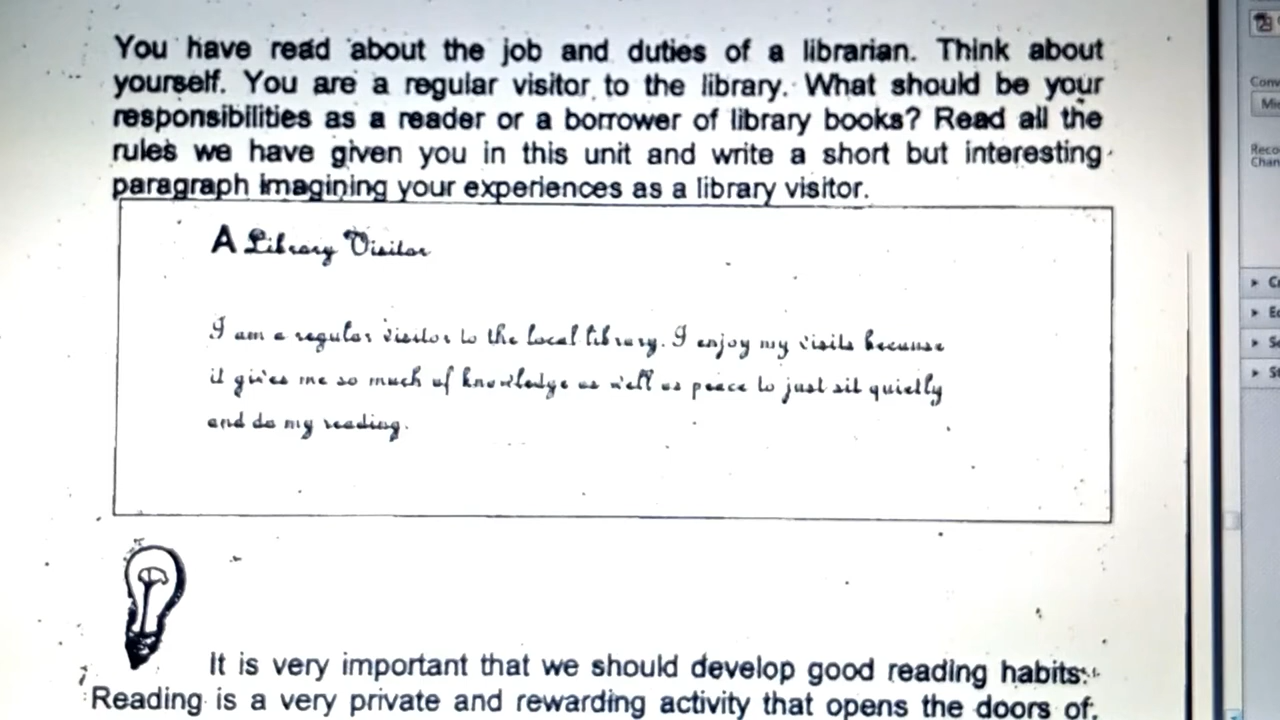 You have read about the job and duties of a librarian. Think about
yourself. You are a regular visitor to the library. What should be your
responsibilities as a reader or a borrower of library books? Read all the
rules we have given you in this unit and write a short but interesting
paragraph imagining your experiences as a library visitor.
A Library Visitor
I am a regular visitor to the local library. I enjoy my visits because
it gives me so much of knowledge as well as peace to just sit quietly
and do my reading.
It is very important that we should develop good reading habits.
Reading is a very private and rewarding activity that opens the doors of